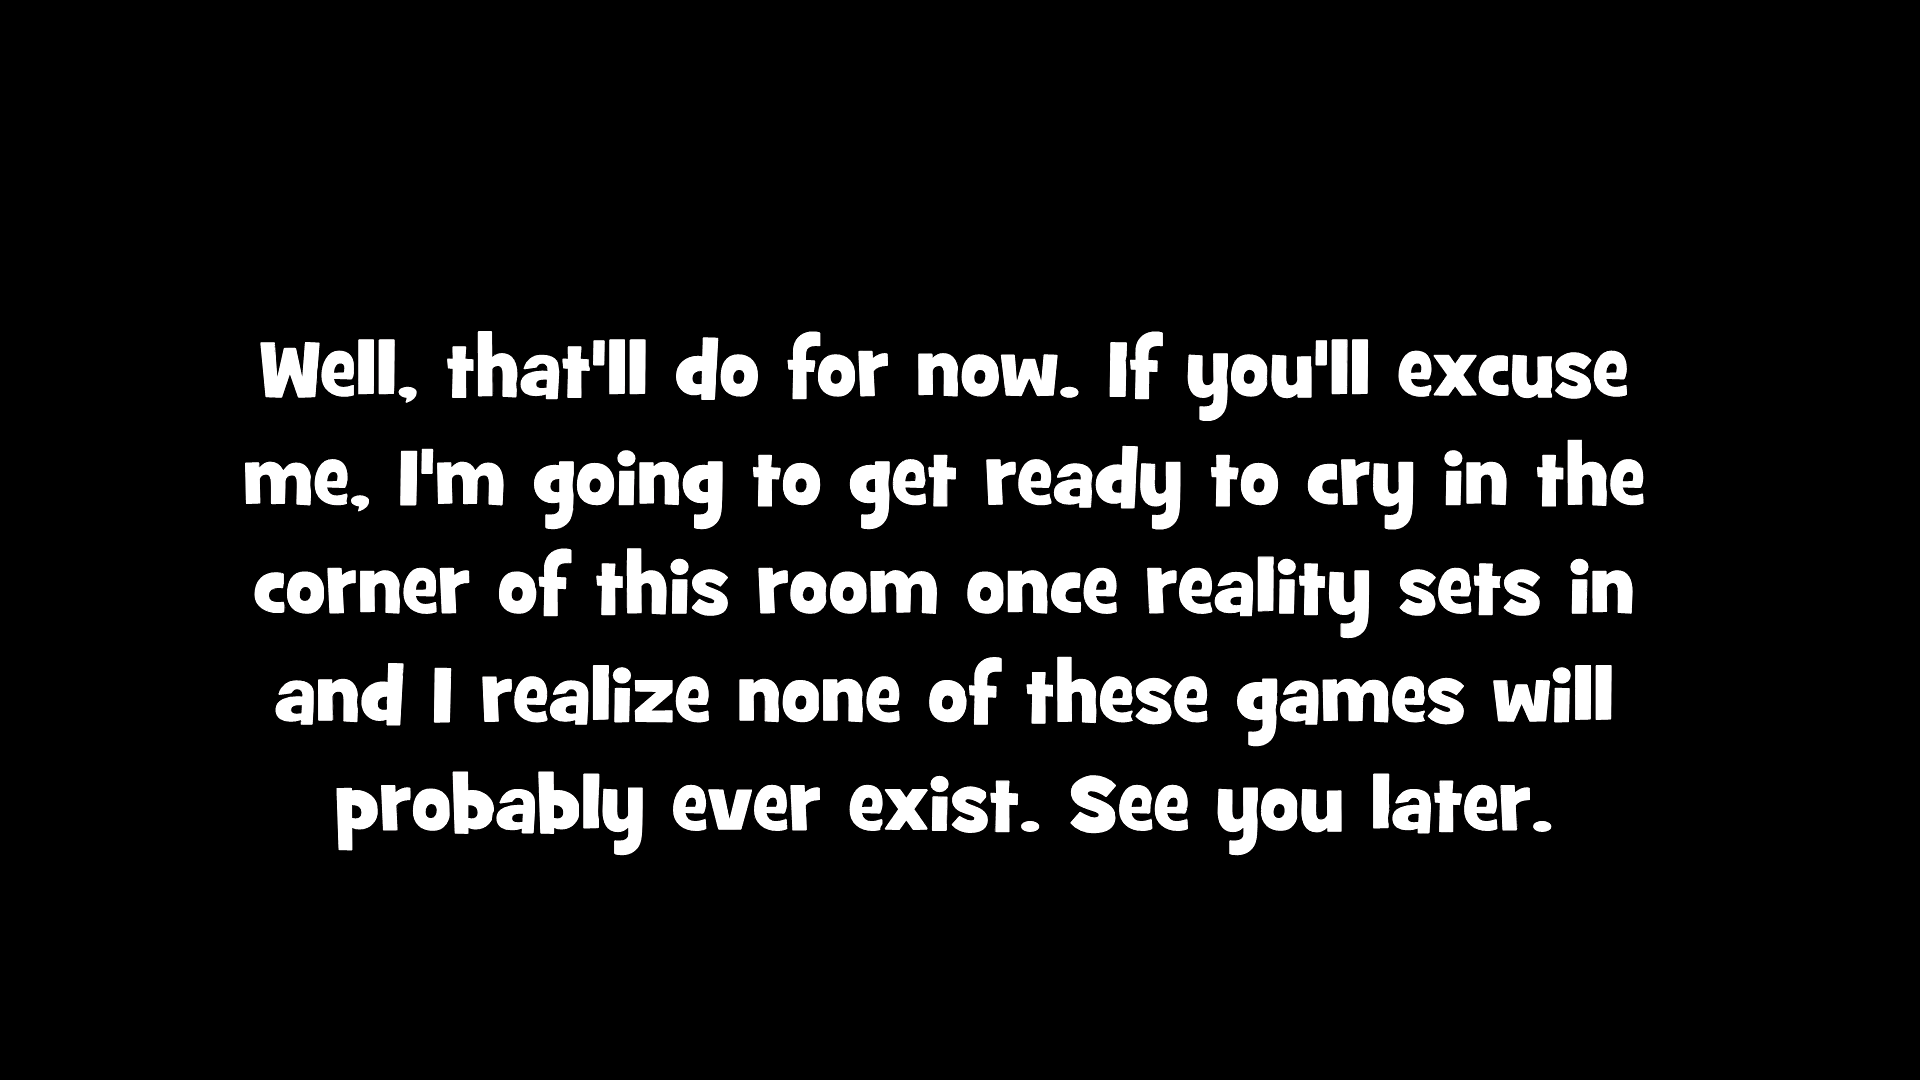 Well, that'll do for now. If you'll excuse
me, I'm going to get ready to cry in the
corner of this room once reality sets in
and I realize none of these games will
probably ever exist. See you later.